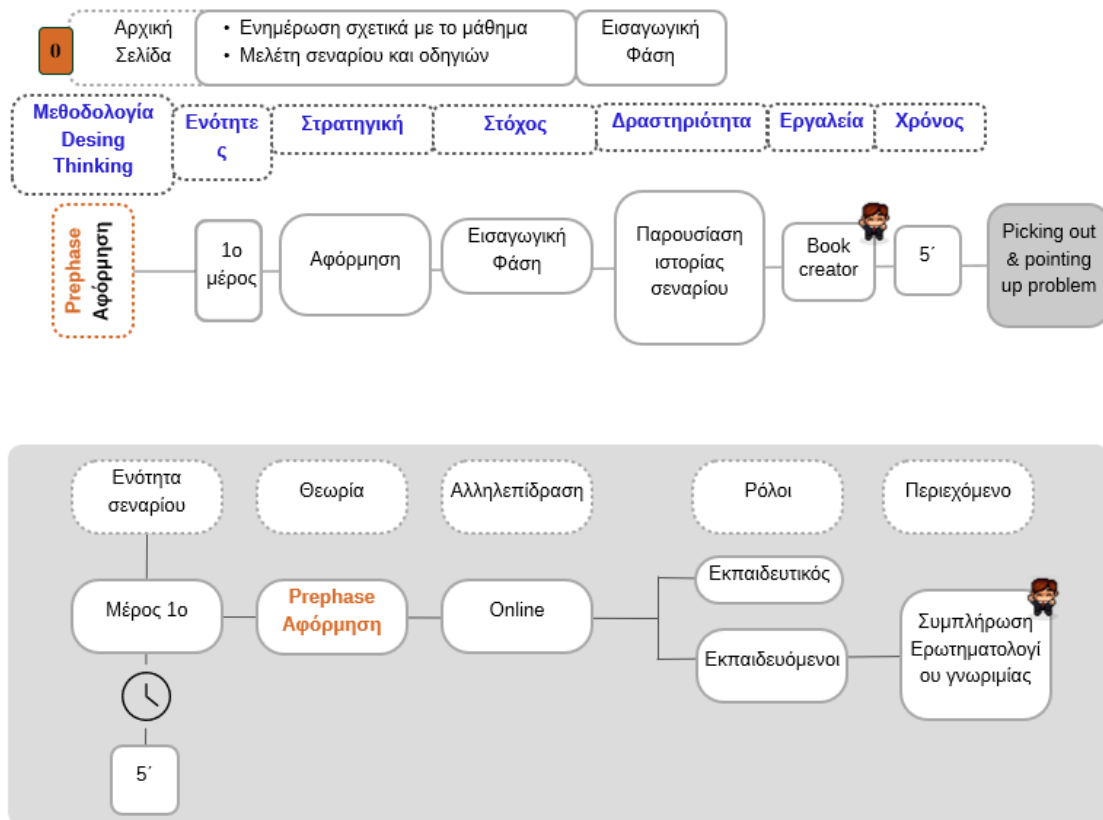 0
Αρχική
Σελίδα
• Ενημέρωση σχετικά με το μάθημα
• Μελέτη σεναρίου και οδηγιών
Εισαγωγική
Φάση
Μεθοδολογία
Desing
Thinking
Ενότητε
ς
Στρατηγική
Στόχος
Δραστηριότητα
Εργαλεία
Χρόνος
Prephase
Αφόρμηση
1ο
μέρος
Αφόρμηση
Εισαγωγική
Φάση
Παρουσίαση
ιστορίας
σεναρίου
Book
creator
5΄
Picking out
& pointing
up problem
Ενότητα
σεναρίου
Θεωρία
Αλληλεπίδραση
Ρόλοι
Περιεχόμενο
Μέρος 1ο
Prephase
Αφόρμηση
Online
Εκπαιδευτικός
Εκπαιδευόμενοι
Συμπλήρωση
Ερωτηματολογί
ου γνωριμίας
5΄